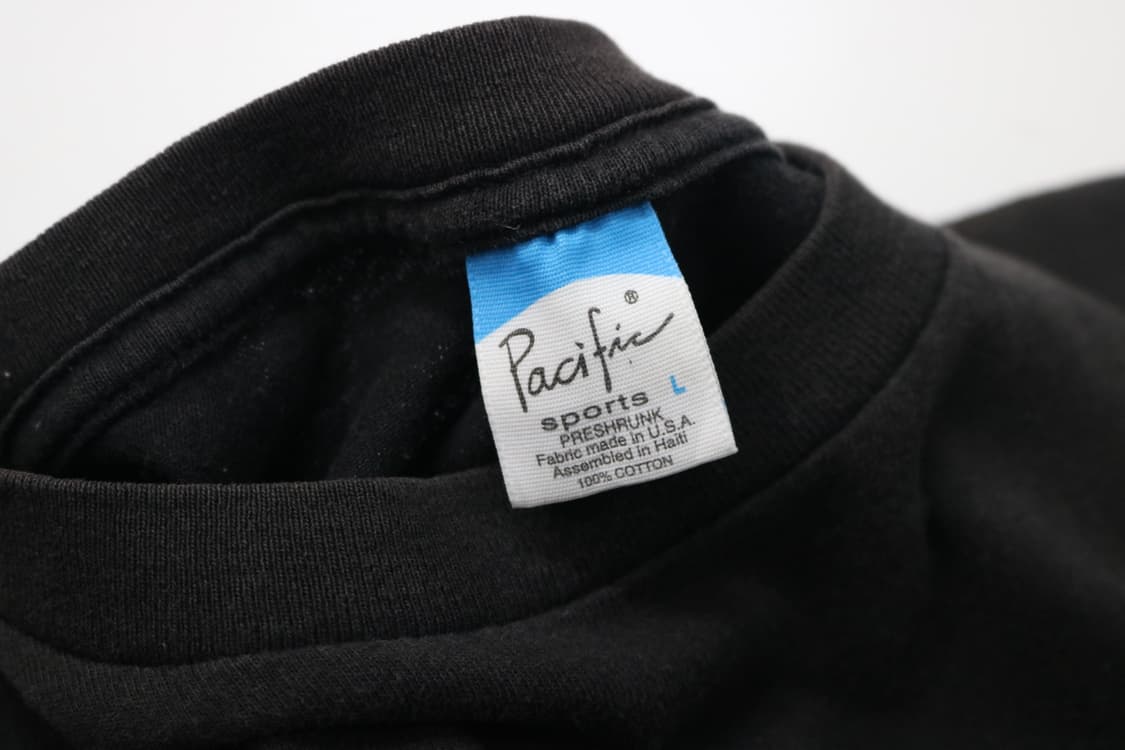 Pacific®
sports L
PRESHRUNK
Fabric made in U.S.A.
Assembled in Haiti
100% COTTON